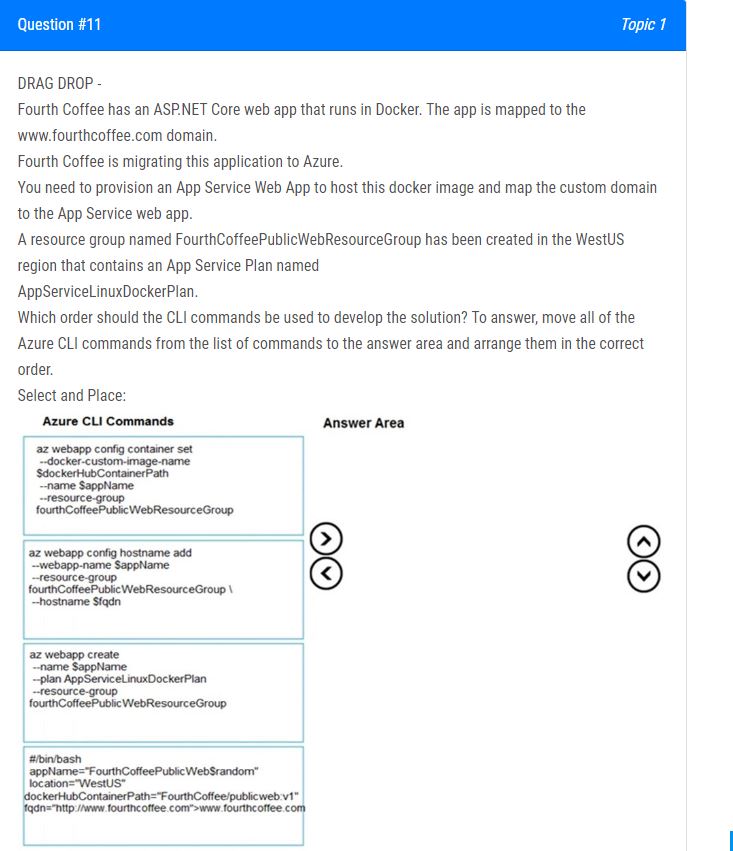 Question #11
Topic 1
DRAG DROP -
Fourth Coffee has an ASP.NET Core web app that runs in Docker. The app is mapped to the
www.fourthcoffee.com domain.
Fourth Coffee is migrating this application to Azure.
You need to provision an App Service Web App to host this docker image and map the custom domain
to the App Service web app.
A resource group named FourthCoffeePublicWebResourceGroup has been created in the WestUS
region that contains an App Service Plan named
AppServiceLinuxDockerPlan.
Which order should the CLI commands be used to develop the solution? To answer, move all of the
Azure CLI commands from the list of commands to the answer area and arrange them in the correct
order.
Select and Place:
Azure CLI Commands
Answer Area
az webapp config container set
--docker-custom-image-name
$dockerHubContainerPath
--name $appName
--resource-group
fourthCoffeePublicWebResourceGroup
az webapp config hostname add
--webapp-name $appName
--resource-group
fourthCoffeePublicWebResourceGroup \
--hostname $fqdn
az webapp create
--name $appName
--plan AppServiceLinuxDockerPlan
--resource-group
fourthCoffeePublicWebResourceGroup
#/bin/bash
appName="FourthCoffeePublicWeb$random"
location="WestUS"
dockerHubContainerPath="FourthCoffee/publicweb:v1"
fqdn="http://www.fourthcoffee.com">www.fourthcoffee.com